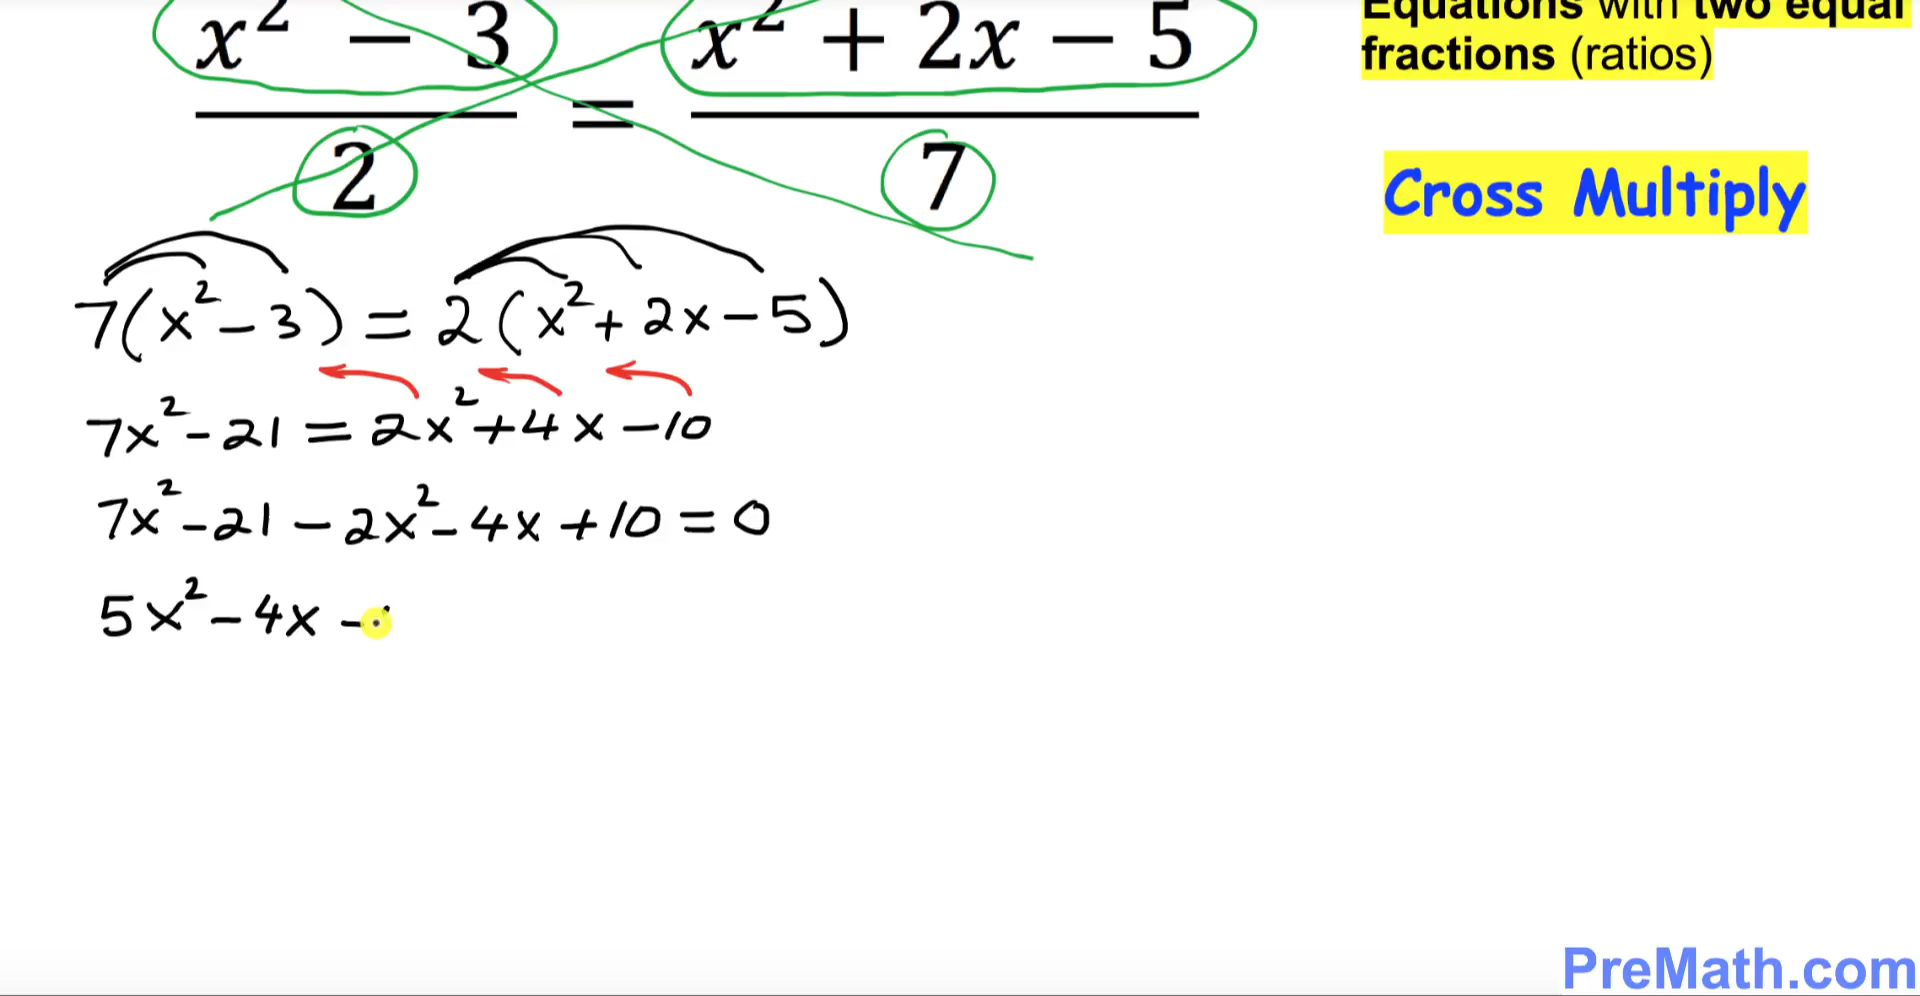 x² − 3 = x² + 2x − 5
2 7
Equations with two equal
fractions (ratios)
Cross Multiply
7(x² - 3) = 2(x² + 2x - 5)
7x² - 21 = 2x² + 4x - 10
7x² - 21 - 2x² - 4x + 10 = 0
5x² - 4x -
PreMath.com